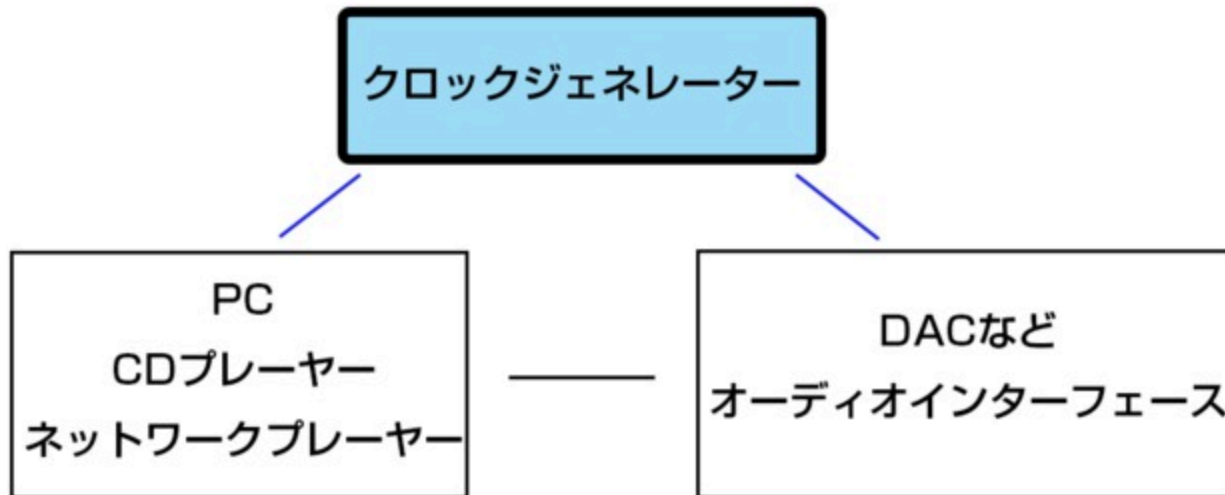 クロックジェネレーター
PC
CDプレーヤー
ネットワークプレーヤー
DACなど
オーディオインターフェース